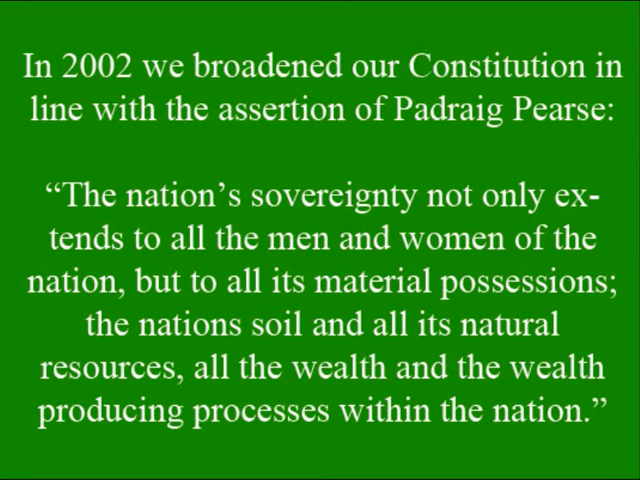 In 2002 we broadened our Constitution in
line with the assertion of Padraig Pearse:
“The nation’s sovereignty not only ex-
tends to all the men and women of the
nation, but to all its material possessions;
the nations soil and all its natural
resources, all the wealth and the wealth
producing processes within the nation.”